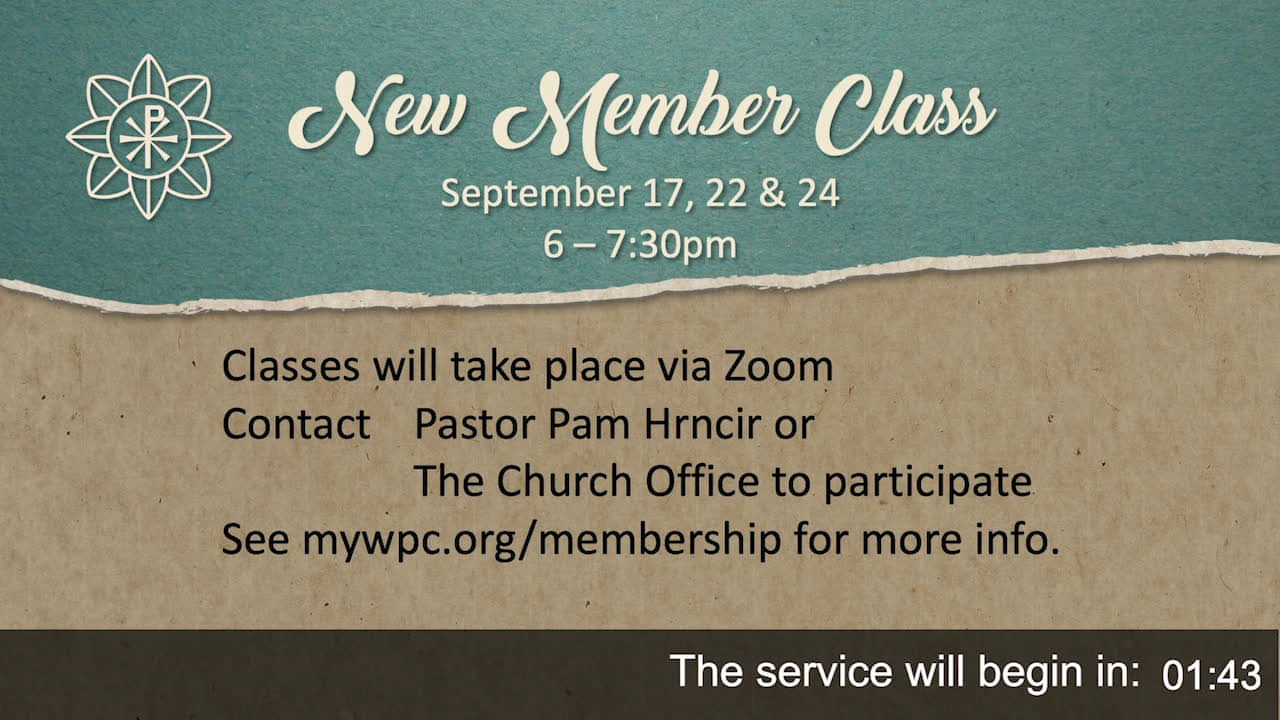 New Member Class
September 17, 22 & 24
6 – 7:30pm
Classes will take place via Zoom
Contact Pastor Pam Hrncir or
The Church Office to participate
See mywpc.org/membership for more info.
The service will begin in: 01:43